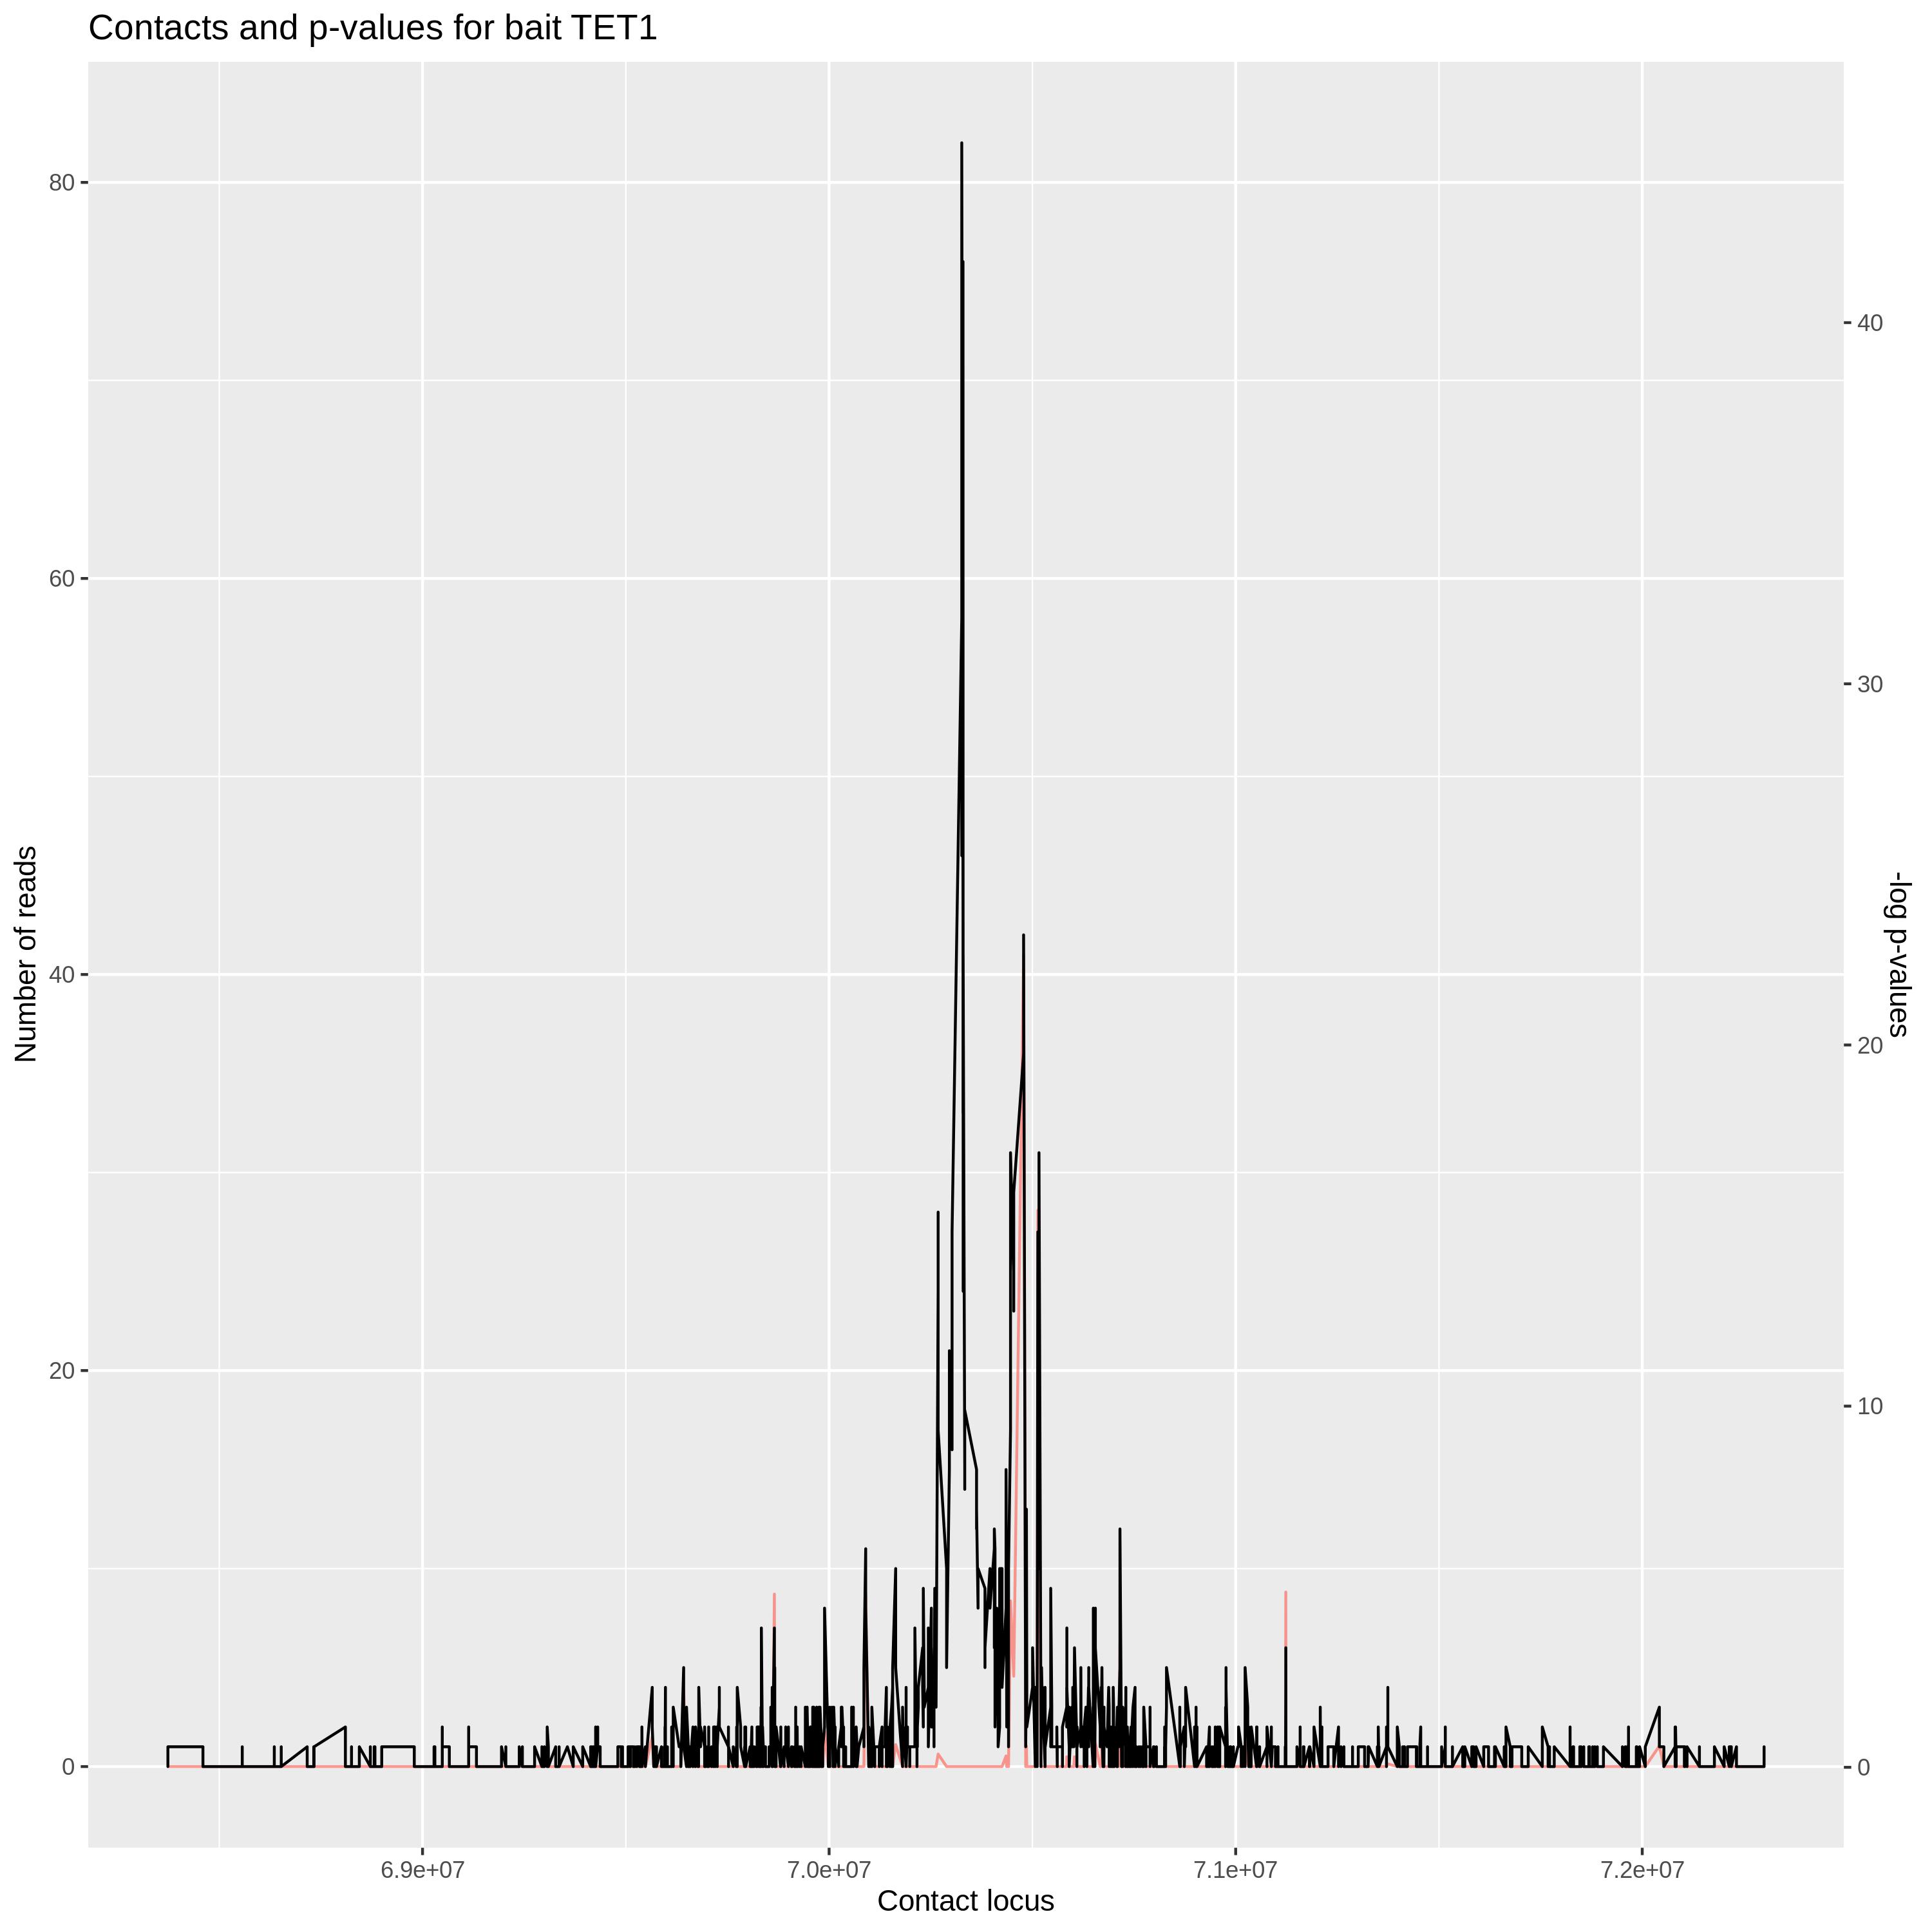 Contacts and p-values for bait TET1
80
60
40
20
0
Number of reads
40
30
20
10
0
-log p-values
6.9e+07
7.0e+07
7.1e+07
7.2e+07
Contact locus